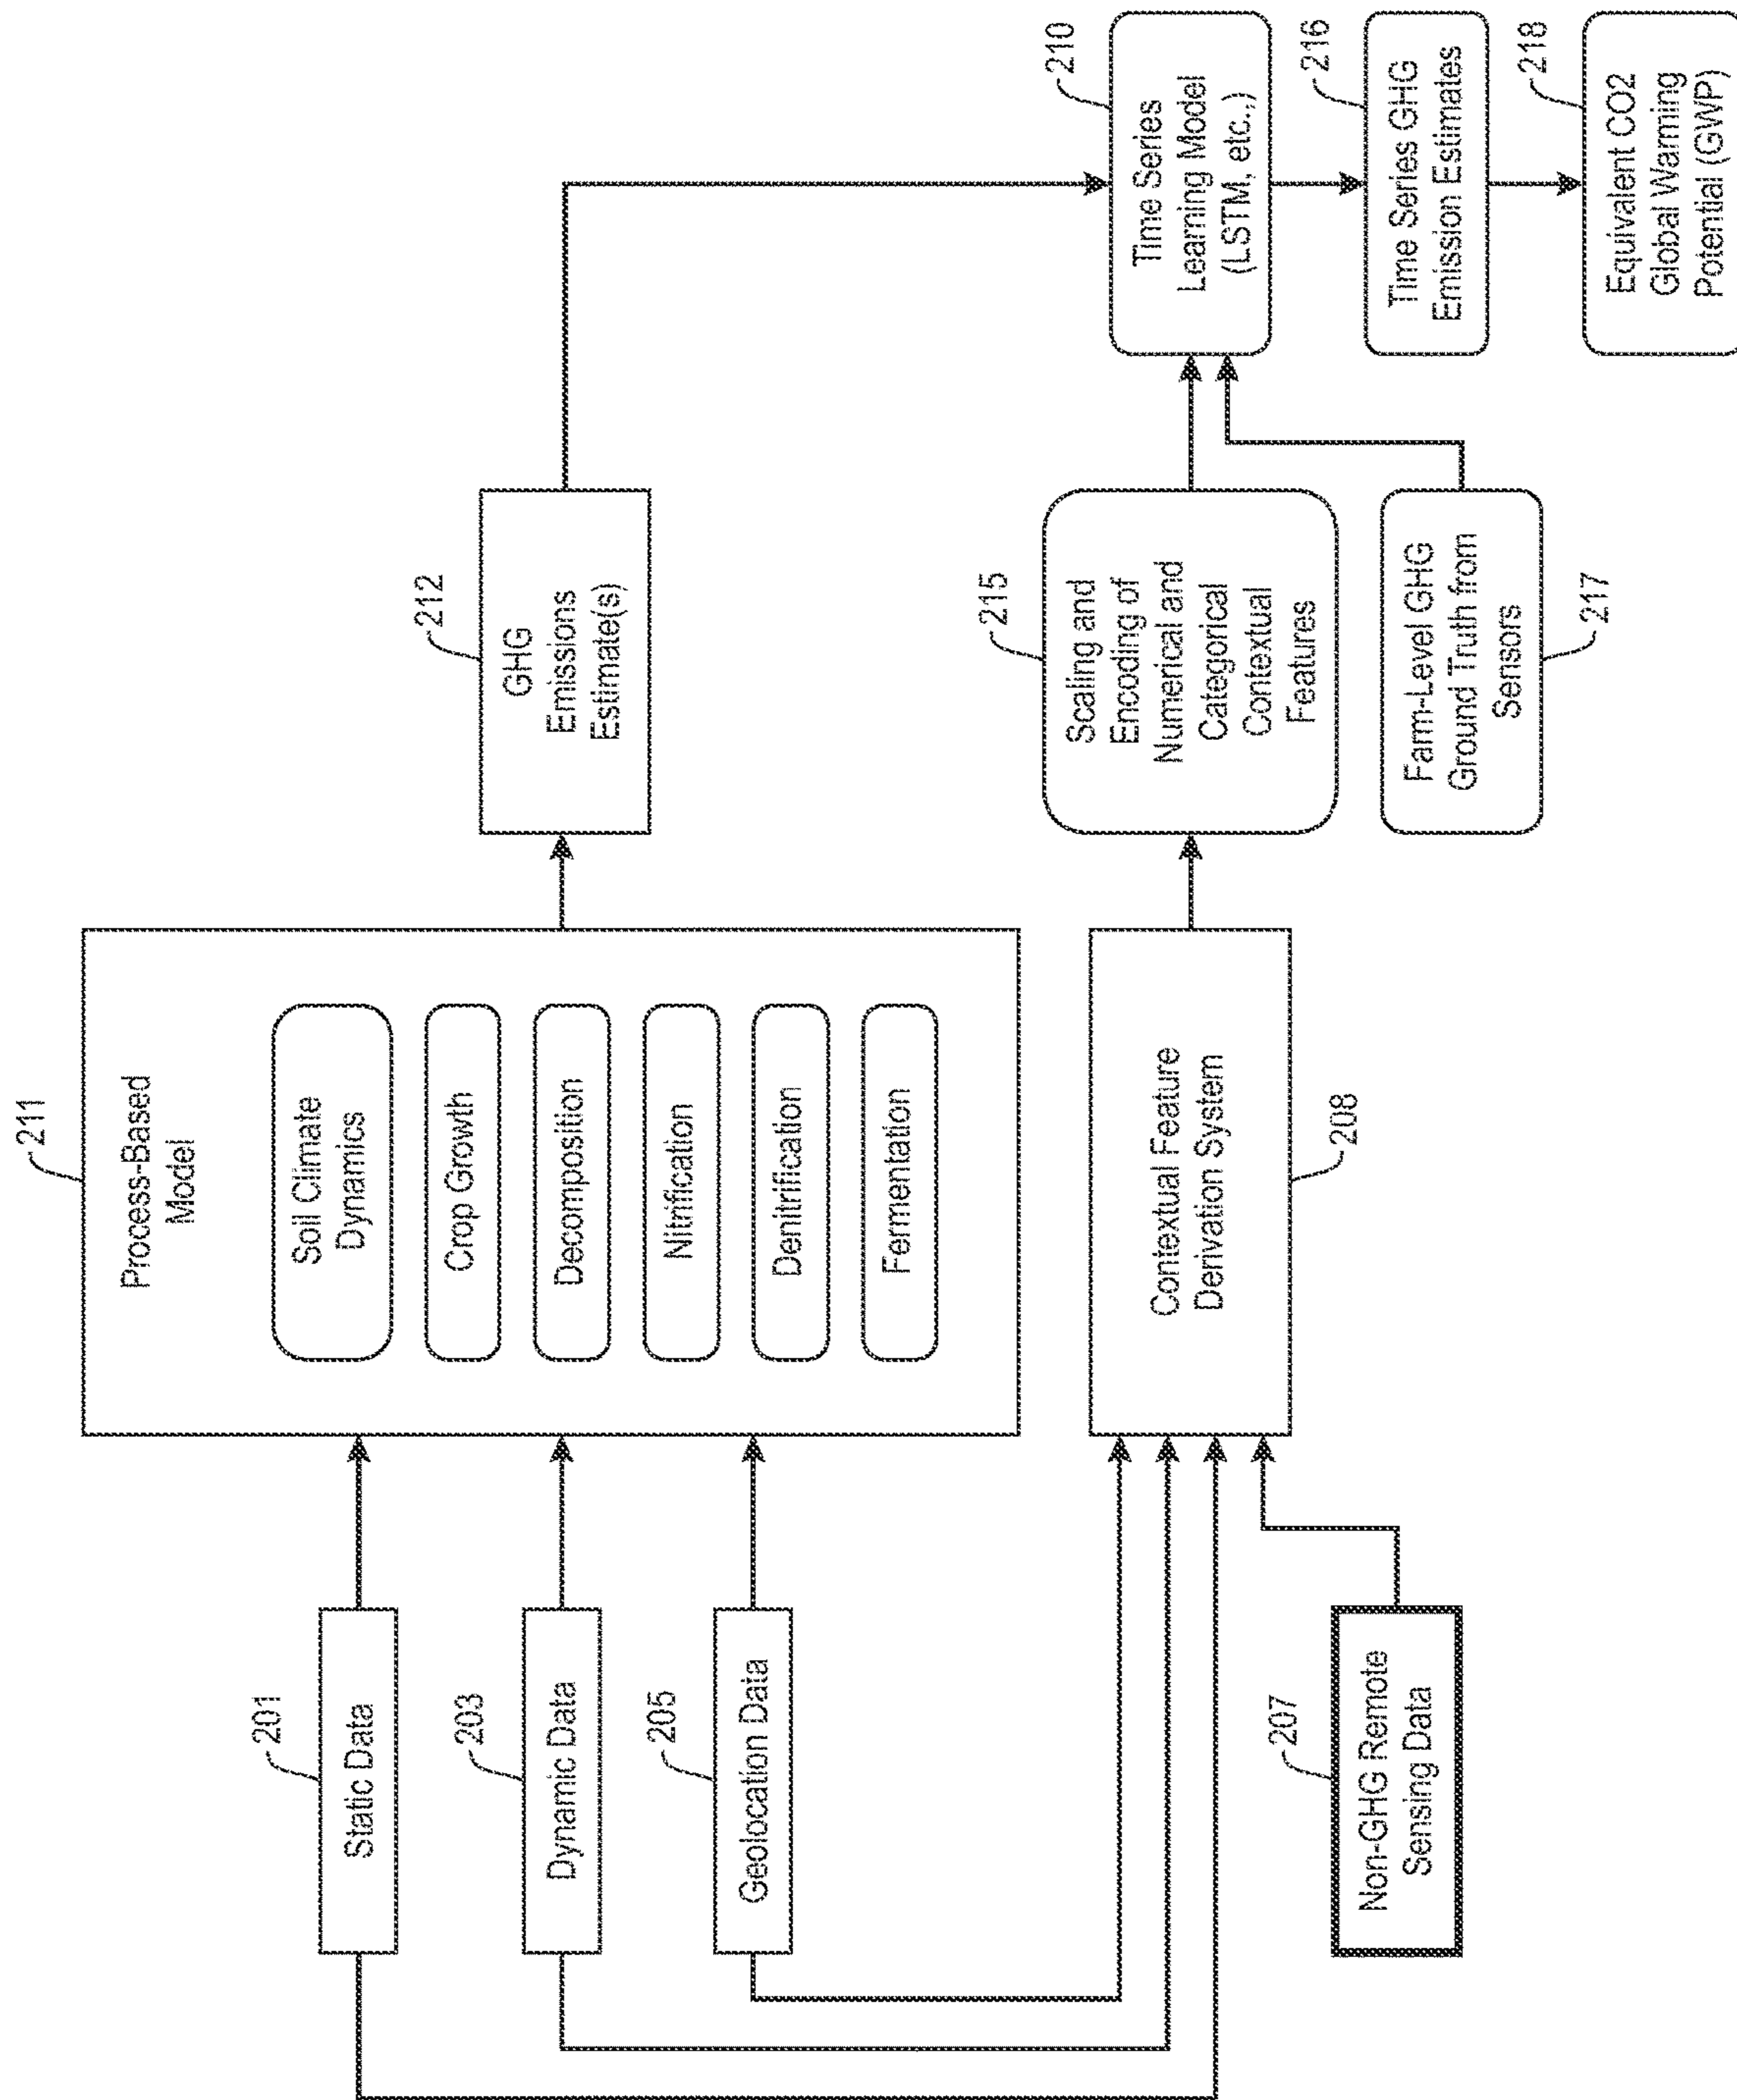 201
Static Data
203
Dynamic Data
205
Geolocation Data
207
Non-GHG Remote
Sensing Data
211
Process-Based
Model
Soil Climate
Dynamics
Crop Growth
Decomposition
Nitrification
Denitrification
Fermentation
Contextual Feature
Derivation System
208
212
GHG
Emissions
Estimate(s)
215
Scaling and
Encoding of
Numerical and
Categorical
Contextual
Features
Farm-Level GHG
Ground Truth from
Sensors
217
210
Time Series
Learning Model
(LSTM, etc.,)
216
Time Series GHG
Emission Estimates
218
Equivalent CO2
Global Warming
Potential (GWP)